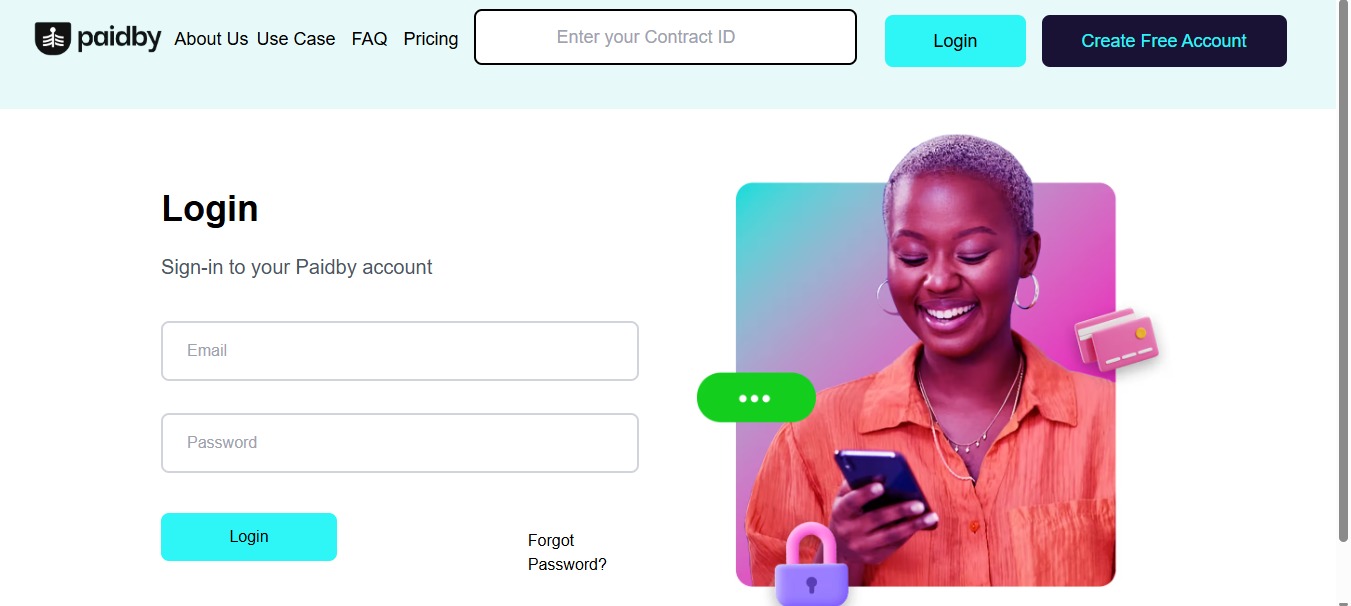 paidby
About Us
Use Case
FAQ
Pricing
Enter your Contract ID
Login
Create Free Account
Login
Sign-in to your Paidby account
Email
Password
Login
Forgot
Password?